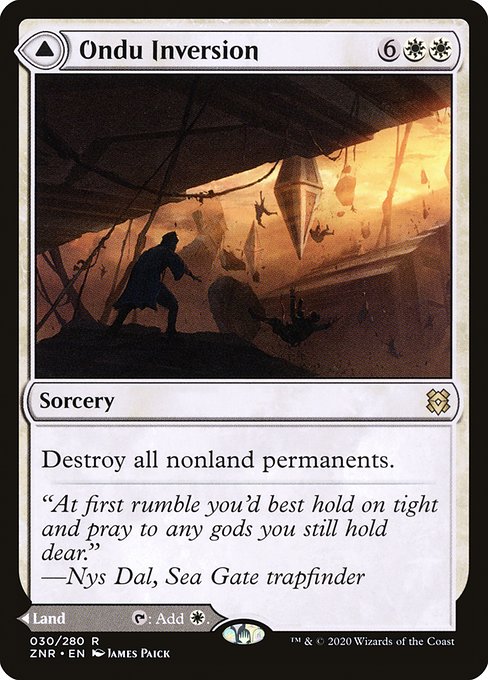 Ondu Inversion 6
Sorcery
Destroy all nonland permanents.
“At first rumble you’d best hold on tight
and pray to any gods you still hold
dear.”
—Nys Dal, Sea Gate trapfinder
Land : Add
030/280 R
ZNR • EN James Paick
™ & © 2020 Wizards of the Coast